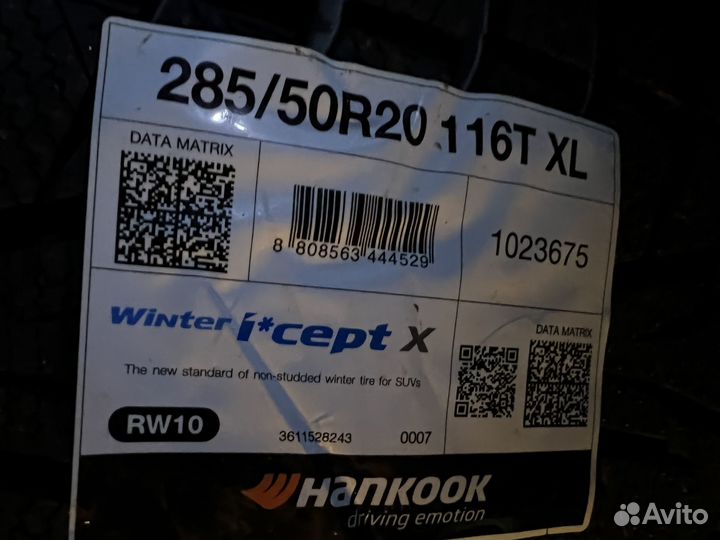 285/50R20 116T XL
DATA MATRIX
8 808563 444529
1023675
Winter i*cept X
The new standard of non-studded winter tire for SUVs
DATA MATRIX
RW10
3611528243 0007
HANKOOK
driving emotion
Avito